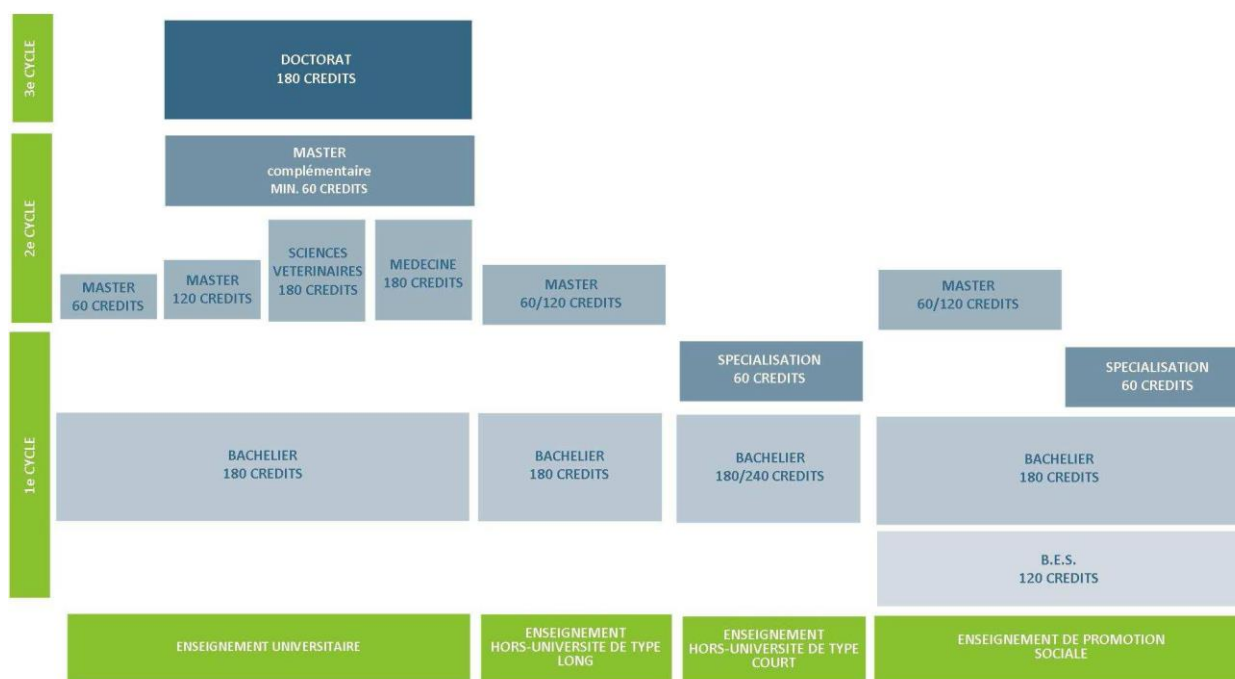 3e CYCLE
DOCTORAT
180 CREDITS
2e CYCLE
MASTER
complémentaire
MIN. 60 CREDITS
MASTER
60 CREDITS
MASTER
120 CREDITS
SCIENCES
VETERINAIRES
180 CREDITS
MEDECINE
180 CREDITS
MASTER
60/120 CREDITS
MASTER
60/120 CREDITS
1e CYCLE
SPECIALISATION
60 CREDITS
SPECIALISATION
60 CREDITS
BACHELIER
180 CREDITS
BACHELIER
180 CREDITS
BACHELIER
180/240 CREDITS
BACHELIER
180 CREDITS
B.E.S.
120 CREDITS
ENSEIGNEMENT UNIVERSITAIRE
ENSEIGNEMENT
HORS-UNIVERSITE DE TYPE
LONG
ENSEIGNEMENT
HORS-UNIVERSITE DE TYPE
COURT
ENSEIGNEMENT DE PROMOTION
SOCIALE